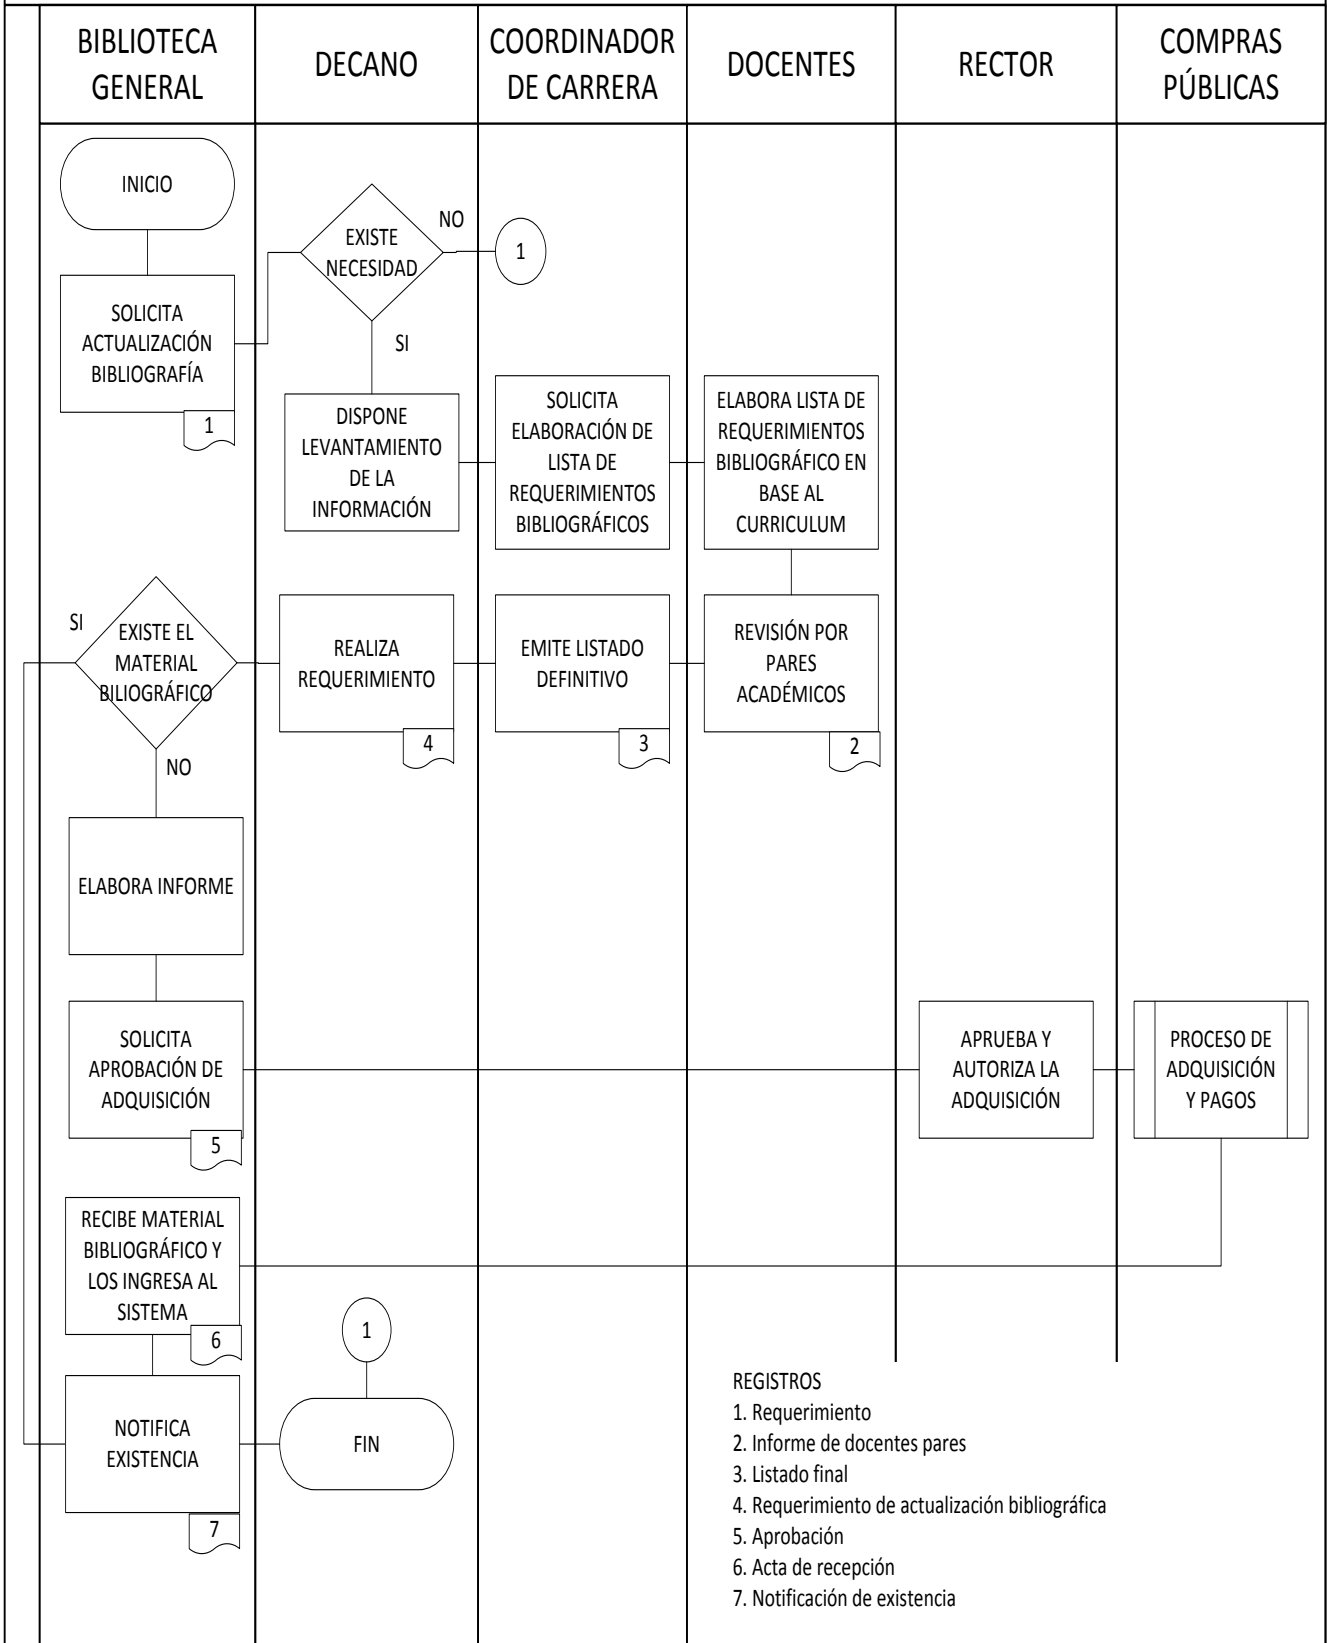 BIBLIOTECA
GENERAL
DECANO
COORDINADOR
DE CARRERA
DOCENTES
RECTOR
COMPRAS
PÚBLICAS
INICIO
EXISTE
NECESIDAD
NO
1
SI
SOLICITA
ACTUALIZACIÓN
BIBLIOGRAFÍA
1
DISPONE
LEVANTAMIENTO
DE LA
INFORMACIÓN
SOLICITA
ELABORACIÓN DE
LISTA DE
REQUERIMIENTOS
BIBLIOGRÁFICOS
ELABORA LISTA DE
REQUERIMIENTOS
BIBLIOGRÁFICO EN
BASE AL
CURRICULUM
SI
EXISTE EL
MATERIAL
BILIOGRÁFICO
NO
REALIZA
REQUERIMIENTO
4
EMITE LISTADO
DEFINITIVO
3
REVISIÓN POR
PARES
ACADÉMICOS
2
ELABORA INFORME
SOLICITA
APROBACIÓN DE
ADQUISICIÓN
5
APRUEBA Y
AUTORIZA LA
ADQUISICIÓN
PROCESO DE
ADQUISICIÓN
Y PAGOS
RECIBE MATERIAL
BIBLIOGRÁFICO Y
LOS INGRESA AL
SISTEMA
6
1
NOTIFICA
EXISTENCIA
7
FIN
REGISTROS
1. Requerimiento
2. Informe de docentes pares
3. Listado final
4. Requerimiento de actualización bibliográfica
5. Aprobación
6. Acta de recepción
7. Notificación de existencia